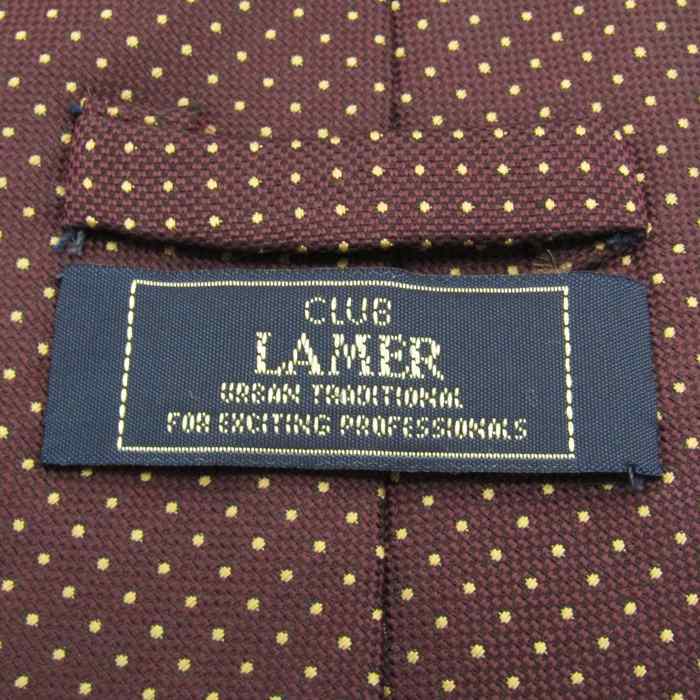 CLUB
LAMER
URBAN TRADITIONAL
FOR EXCITING PROFESSIONALS